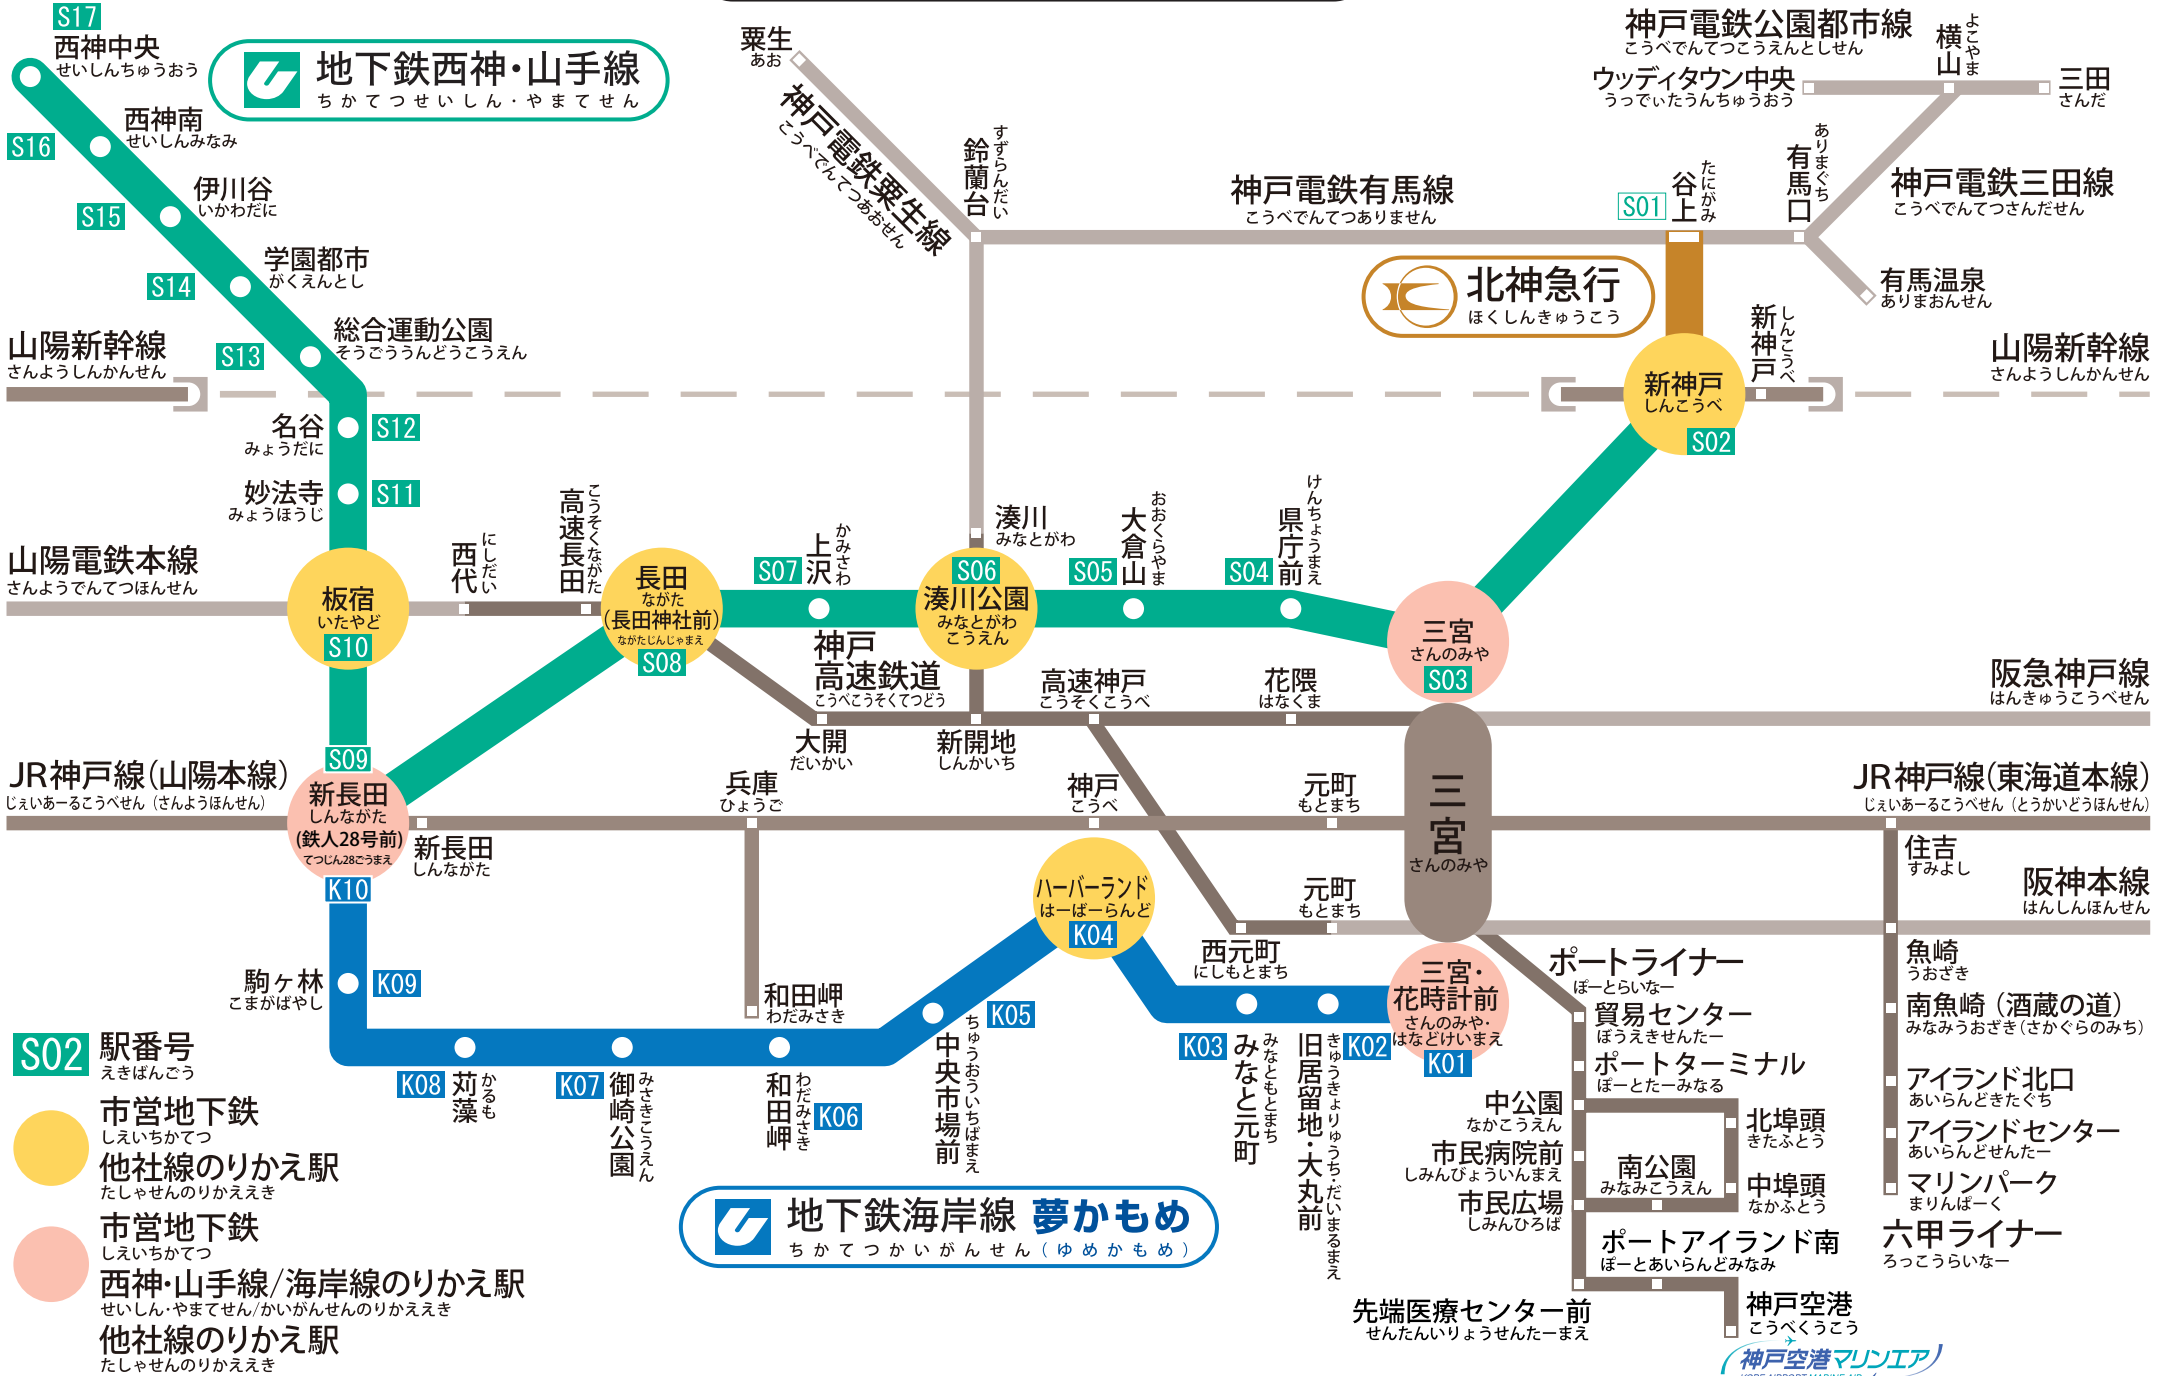 S17
西神中央
せいしんちゅうおう
地下鉄西神・山手線
ちかてつせいしん・やまてせん
S16
西神南
せいしんみなみ
S15
伊川谷
いかわだに
S14
学園都市
がくえんとし
S13
総合運動公園
そうごううんどうこうえん
山陽新幹線
さんようしんかんせん
名谷
みょうだに
S12
妙法寺
みょうほうじ
S11
山陽電鉄本線
さんようでんてつほんせん
板宿
いたやど
S10
西代
にしだい
高速長田
こうそくながた
長田
ながた
(長田神社前)
ながたじんじゃまえ
S08
S07
上沢
かみさわ
粟生
あお
神戸電鉄粟生線
こうべでんてつあおせん
鈴蘭台
すずらんだい
神戸電鉄有馬線
こうべでんてつありません
神戸電鉄公園都市線
こうべでんてつこうえんとしせん
ウッディタウン中央
うっでぃたうんちゅうおう
横山
よこやま
三田
さんだ
有馬口
ありまぐち
神戸電鉄三田線
こうべでんてつさんだせん
S01
谷上
たにがみ
有馬温泉
ありまおんせん
北神急行
ほくしんきゅうこう
新神戸
しんこうべ
新神戸
しんこうべ
S02
山陽新幹線
さんようしんかんせん
湊川
みなとがわ
S06
湊川公園
みなとがわ
こうえん
S05
大倉山
おおくらやま
S04
県庁前
けんちょうまえ
三宮
さんのみや
S03
神戸
高速鉄道
こうべこうそくてつどう
大開
だいかい
新開地
しんかいち
高速神戸
こうそくこうべ
花隈
はなくま
阪急神戸線
はんきゅうこうべせん
JR神戸線(山陽本線)
じぇいあーるこうべせん(さんようほんせん)
S09
新長田
しんながた
(鉄人28号前)
てつじん28ごうまえ
K10
新長田
しんながた
兵庫
ひょうご
神戸
こうべ
元町
もとまち
三宮
さんのみや
JR神戸線(東海道本線)
じぇいあーるこうべせん(とうかいどうほんせん)
住吉
すみよし
阪神本線
はんしんほんせん
元町
もとまち
西元町
にしもとまち
ハーバーランド
はーばーらんど
K04
和田岬
わだみさき
駒ヶ林
こまがばやし
K09
K08
苅藻
かるも
K07
御崎公園
みさきこうえん
和田岬
わだみさき
K06
K05
中央市場前
ちゅうおういちばまえ
K03
みなと元町
みなともとまち
旧居留地・大丸前
きゅうきょりゅうち・だいまるまえ
K02
三宮・
花時計前
さんのみや・
はなどけいまえ
K01
ポートライナー
ぽーとらいなー
貿易センター
ぼうえきせんたー
ポートターミナル
ぽーとたーみなる
中公園
なかこうえん
北埠頭
きたふとう
市民病院前
しみんびょういんまえ
南公園
みなみこうえん
中埠頭
なかふとう
市民広場
しみんひろば
ポートアイランド南
ぽーとあいらんどみなみ
先端医療センター前
せんたんいりょうせんたーまえ
神戸空港
こうべくうこう
神戸空港マリンエア
KOBE AIRPORT MARINE AIR
魚崎
うおざき
南魚崎(酒蔵の道)
みなみうおざき(さかぐらのみち)
アイランド北口
あいらんどきたぐち
アイランドセンター
あいらんどせんたー
マリンパーク
まりんぱーく
六甲ライナー
ろっこうらいなー
地下鉄海岸線 夢かもめ
ちかてつかいがんせん(ゆめかもめ)
S02
駅番号
えきばんごう
市営地下鉄
しえいちかてつ
他社線のりかえ駅
たしゃせんのりかええき
市営地下鉄
しえいちかてつ
西神・山手線/海岸線のりかえ駅
せいしん・やまてせん/かいがんせんのりかええき
他社線のりかえ駅
たしゃせんのりかええき